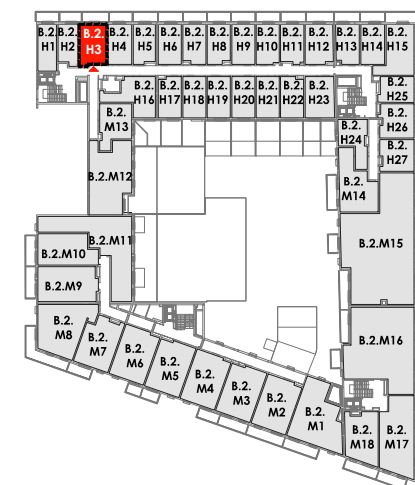 B.2.
H1
B.2.
H2
B.2.
H3
B.2.
H4
B.2.
H5
B.2.
H6
B.2.
H7
B.2.
H8
B.2.
H9
B.2.
H10
B.2.
H11
B.2.
H12
B.2.
H13
B.2.
H14
B.2.
H15
B.2.
H16
B.2.
H17
B.2.
H18
B.2.
H19
B.2.
H20
B.2.
H21
B.2.
H22
B.2.
H23
B.2.
H25
B.2.
H26
B.2.
M13
B.2.
H24
B.2.
H27
B.2.M12
B.2.
M14
B.2.M11
B.2.M15
B.2.M10
B.2.M9
B.2.
M8
B.2.
M7
B.2.
M6
B.2.
M5
B.2.
M4
B.2.
M3
B.2.
M2
B.2.
M1
B.2.M16
B.2.
M18
B.2.
M17